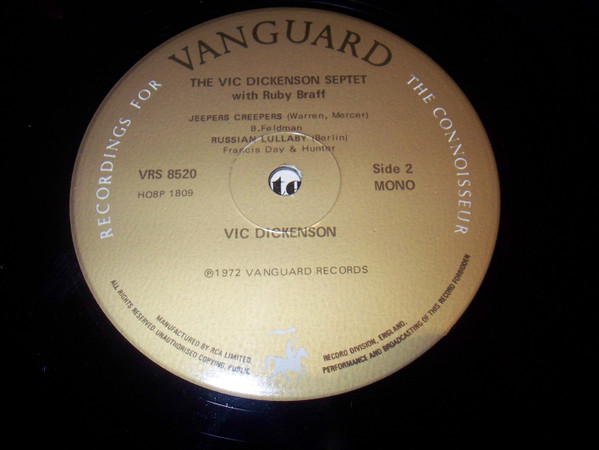 RECORDINGS FOR
VANGUARD
THE CONNOISSEUR
THE VIC DICKENSON SEPTET
with Ruby Braff
JEEPERS CREEPERS (Warren, Mercer)
B.Feldman
RUSSIAN LULLABY (Berlin)
Francis Day & Hunter
VRS 8520
HO8P 1809
Side 2
MONO
VIC DICKENSON
℗1972 VANGUARD RECORDS
MANUFACTURED BY RCA LIMITED,
RECORD DIVISION, ENGLAND.
ALL RIGHTS RESERVED. UNAUTHORISED COPYING, PUBLIC
PERFORMANCE AND BROADCASTING OF THIS RECORD FORBIDDEN